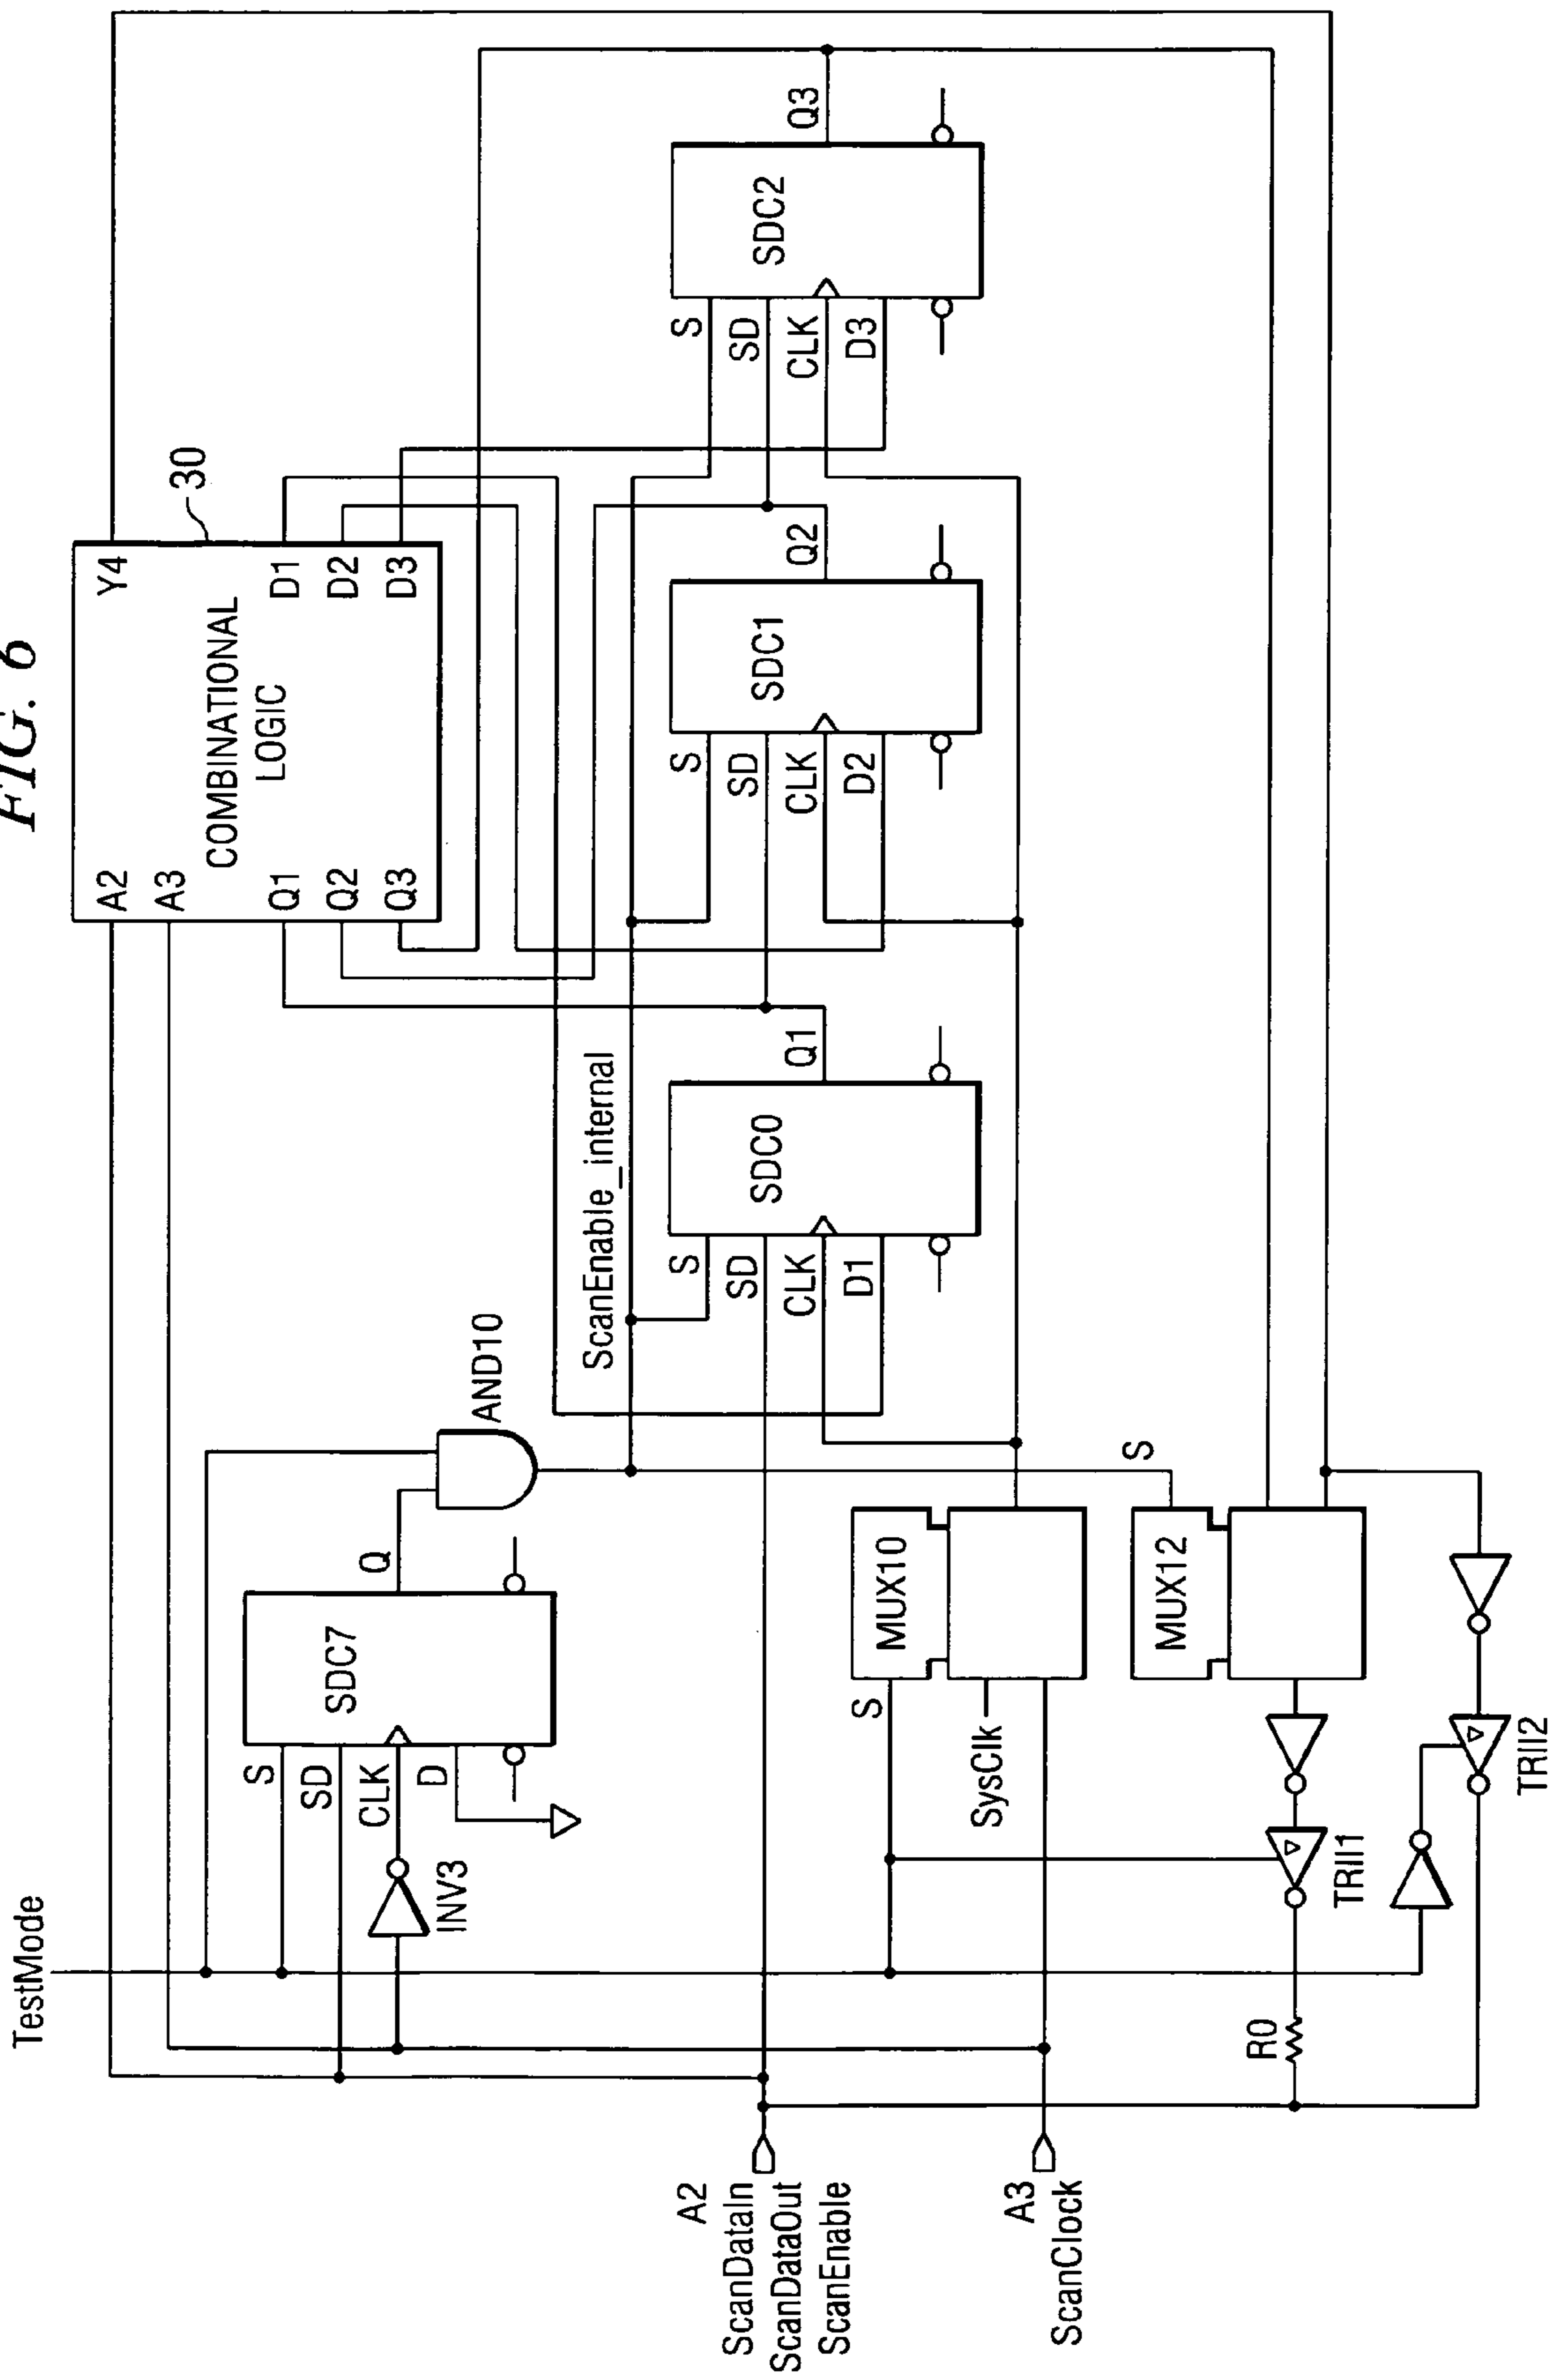 FIG. 6
TestMode
A2
A3
Y4
COMBINATIONAL
LOGIC
30
Q1
D1
Q2
D2
Q3
D3
S
SD
CLK
D
SDC7
Q
INV3
AND10
ScanEnable_internal
S
SD
CLK
D1
SDC0
Q1
S
SD
CLK
D2
SDC1
Q2
S
SD
CLK
D3
SDC2
Q3
A2
ScanDataIn
ScanDataOut
ScanEnable
A3
ScanClock
S
MUX10
SysClk
S
MUX12
R0
TRII1
TRII2